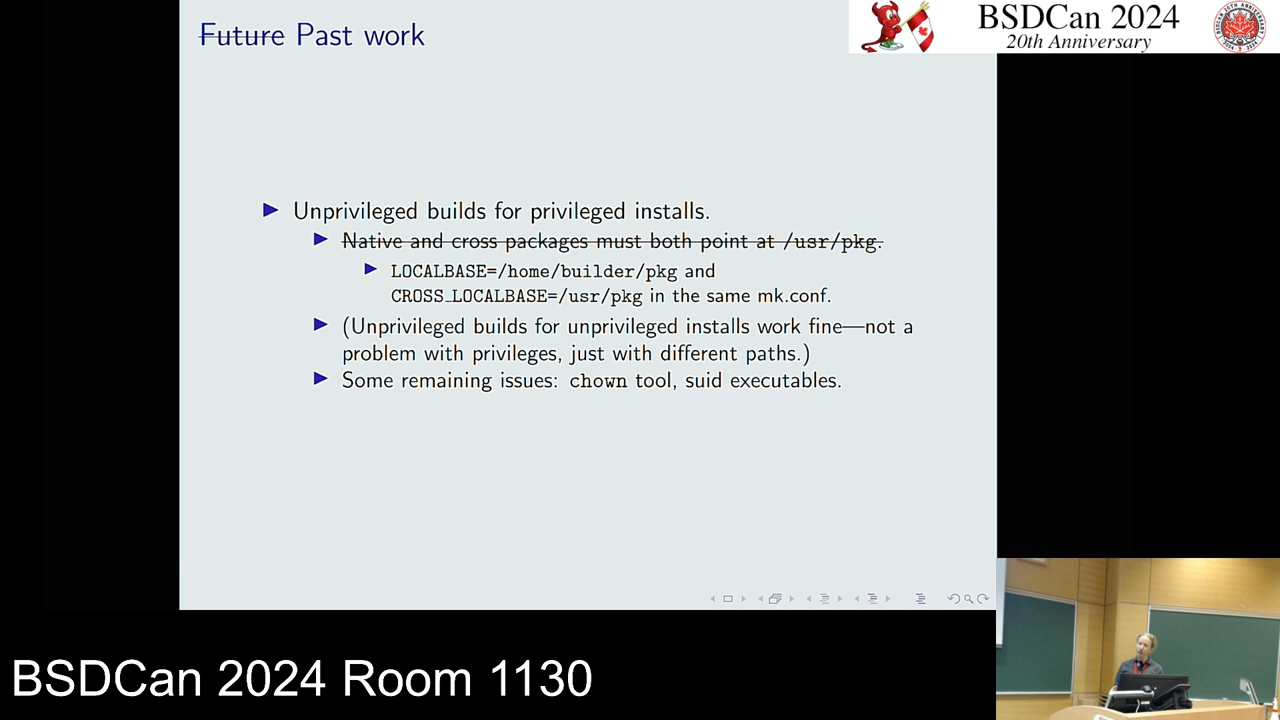 Future Past work
BSDCan 2024
20th Anniversary
Unprivileged builds for privileged installs.
Native and cross packages must both point at /usr/pkg.
LOCALBASE=/home/builder/pkg and
CROSS_LOCALBASE=/usr/pkg in the same mk.conf.
(Unprivileged builds for unprivileged installs work fine—not a
problem with privileges, just with different paths.)
Some remaining issues: chown tool, suid executables.
BSDCan 2024 Room 1130